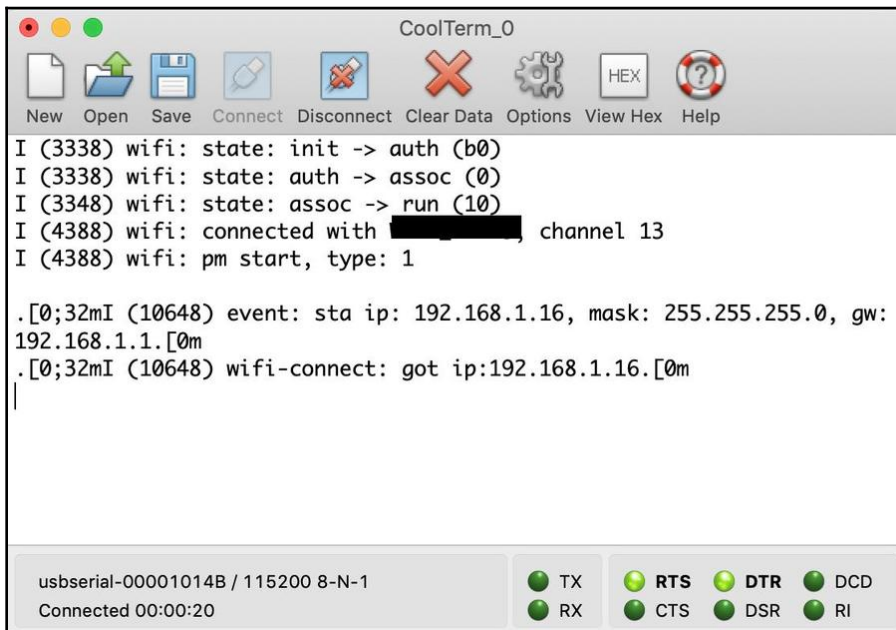 CoolTerm_0
New Open Save Connect Disconnect Clear Data Options View Hex Help
HEX
I (3338) wifi: state: init -> auth (b0)
I (3338) wifi: state: auth -> assoc (0)
I (3348) wifi: state: assoc -> run (10)
I (4388) wifi: connected with , channel 13
I (4388) wifi: pm start, type: 1
.[0;32mI (10648) event: sta ip: 192.168.1.16, mask: 255.255.255.0, gw:
192.168.1.1.[0m
.[0;32mI (10648) wifi-connect: got ip:192.168.1.16.[0m
usbserial-00001014B / 115200 8-N-1
Connected 00:00:20
TX RTS DTR DCD
RX CTS DSR RI